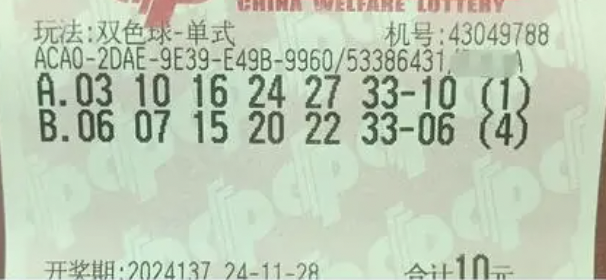 CHINA WELFARE LOTTERY
玩法:双色球-单式 机号:43049788
ACA0-2DAE-9E39-E49B-9960/53386431
A.03 10 16 24 27 33-10 (1)
B.06 07 15 20 22 33-06 (4)
开奖期:2024137 24-11-28 合计10元